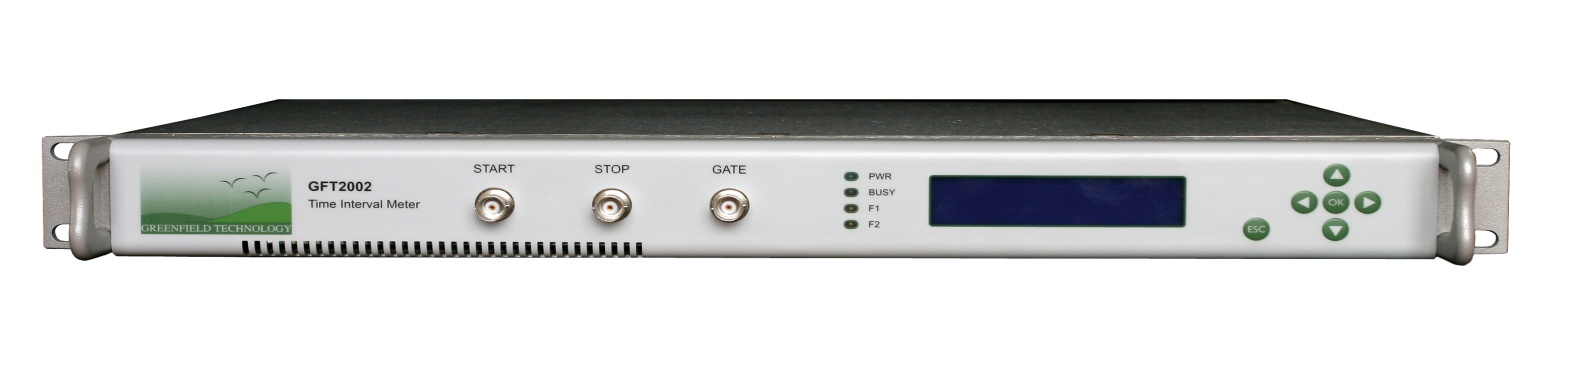 GREENFIELD TECHNOLOGY
GFT2002
Time Interval Meter
START
STOP
GATE
PWR
BUSY
F1
F2
ESC
OK